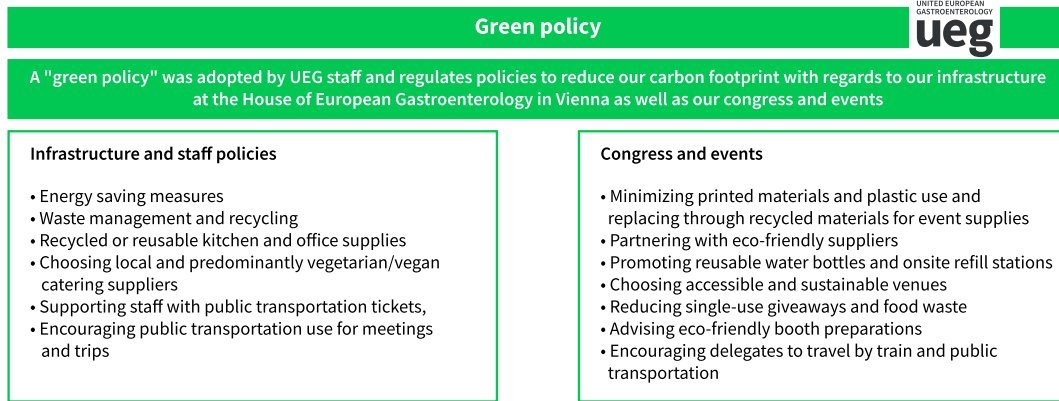 UNITED EUROPEAN
GASTROENTEROLOGY
ueg
Green policy
A "green policy" was adopted by UEG staff and regulates policies to reduce our carbon footprint with regards to our infrastructure
at the House of European Gastroenterology in Vienna as well as our congress and events
Infrastructure and staff policies
• Energy saving measures
• Waste management and recycling
• Recycled or reusable kitchen and office supplies
• Choosing local and predominantly vegetarian/vegan
catering suppliers
• Supporting staff with public transportation tickets,
• Encouraging public transportation use for meetings
and trips
Congress and events
• Minimizing printed materials and plastic use and
replacing through recycled materials for event supplies
• Partnering with eco-friendly suppliers
• Promoting reusable water bottles and onsite refill stations
• Choosing accessible and sustainable venues
• Reducing single-use giveaways and food waste
• Advising eco-friendly booth preparations
• Encouraging delegates to travel by train and public
transportation